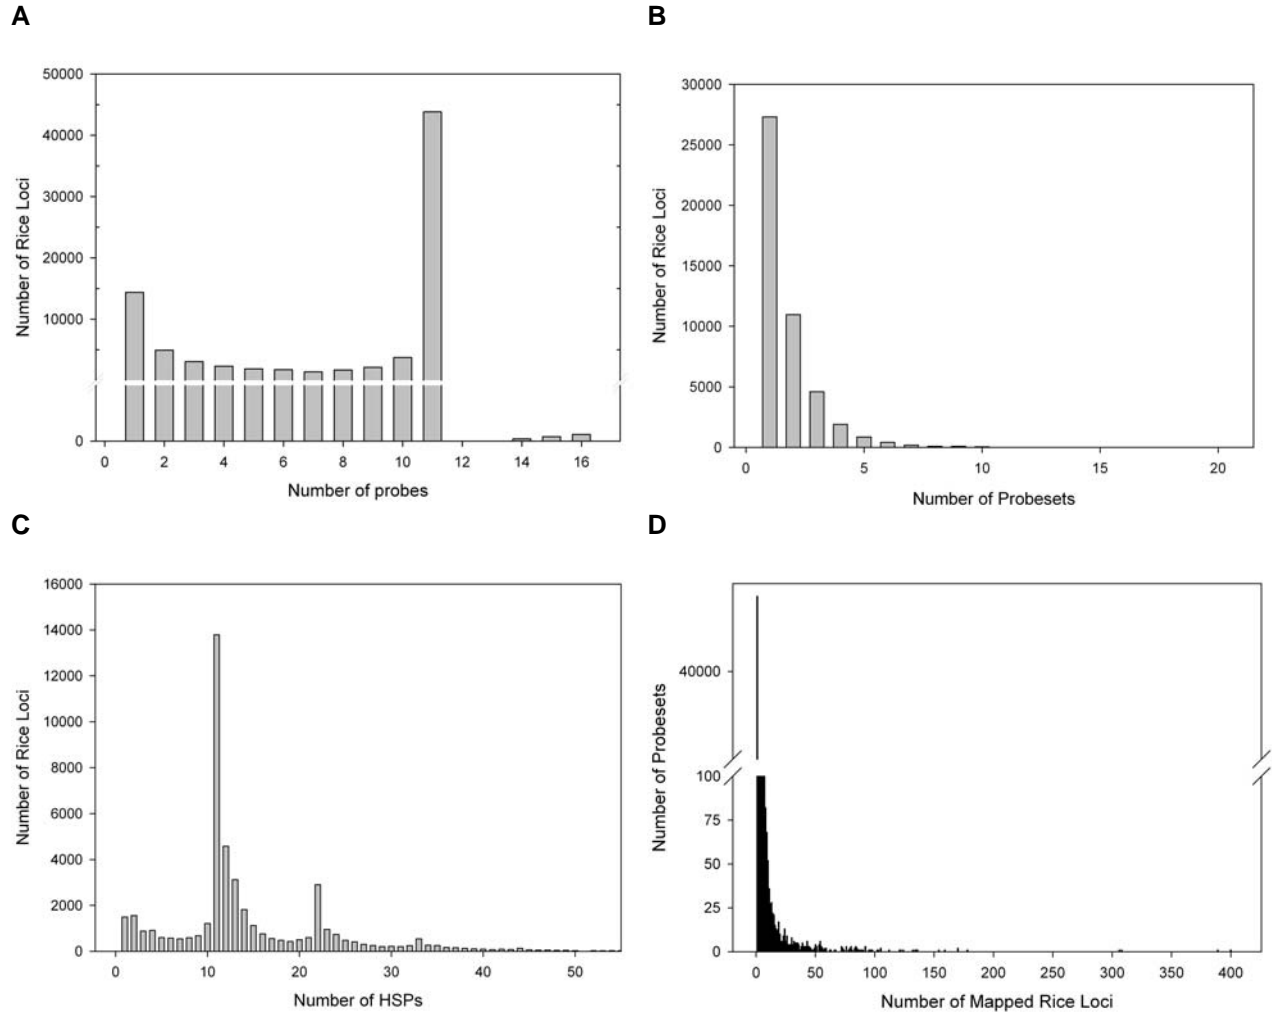 A
B
50000
40000
30000
20000
10000
0
Number of Rice Loci
0 2 4 6 8 10 12 14 16
Number of probes
30000
25000
20000
15000
10000
5000
0
Number of Rice Loci
0 5 10 15 20
Number of Probesets
C
D
16000
14000
12000
10000
8000
6000
4000
2000
0
Number of Rice Loci
0 10 20 30 40 50
Number of HSPs
40000
100
75
50
25
0
Number of Probesets
0 50 100 150 200 250 300 350 400
Number of Mapped Rice Loci